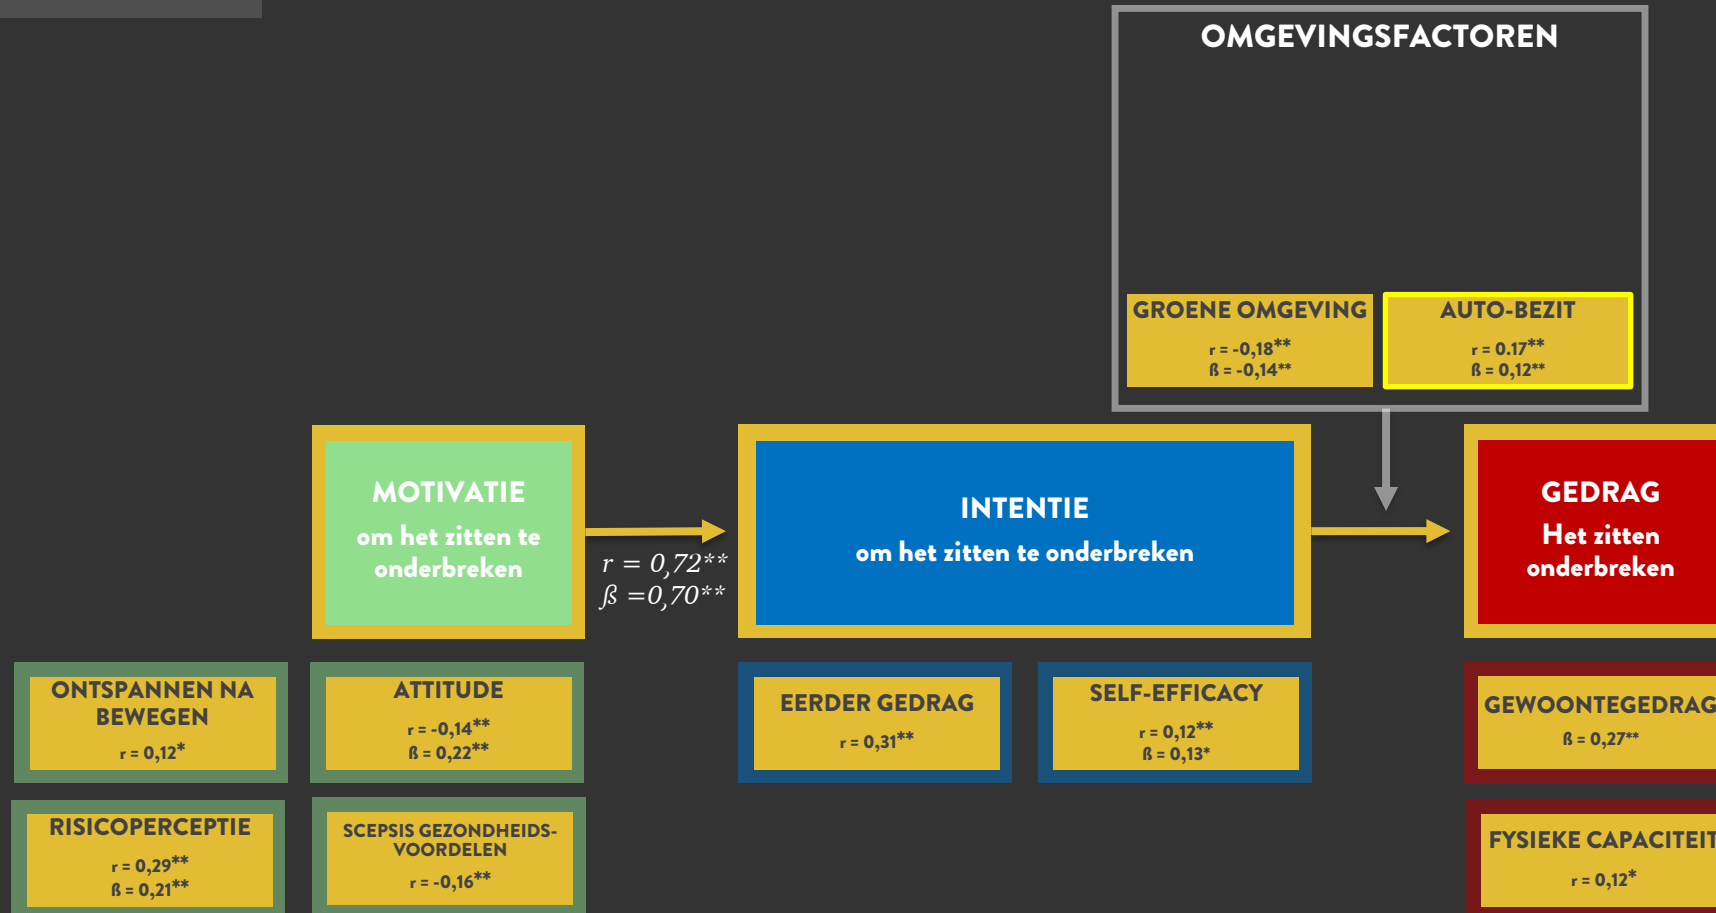 OMGEVINGSFACTOREN
GROENE OMGEVING
r = -0,18**
ß = -0,14**
AUTO-BEZIT
r = 0.17**
ß = 0,12**
MOTIVATIE
om het zitten te
onderbreken
r = 0,72**
ß =0,70**
INTENTIE
om het zitten te onderbreken
GEDRAG
Het zitten
onderbreken
ONTSPANNEN NA
BEWEGEN
r = 0,12*
ATTITUDE
r = -0,14**
ß = 0,22**
EERDER GEDRAG
r = 0,31**
SELF-EFFICACY
r = 0,12**
ß = 0,13*
GEWOONTEGEDRAG
ß = 0,27**
RISICOPERCEPTIE
r = 0,29**
ß = 0,21**
SCEPSIS GEZONDHEIDS-
VOORDELEN
r = -0,16**
FYSIEKE CAPACITEIT
r = 0,12*